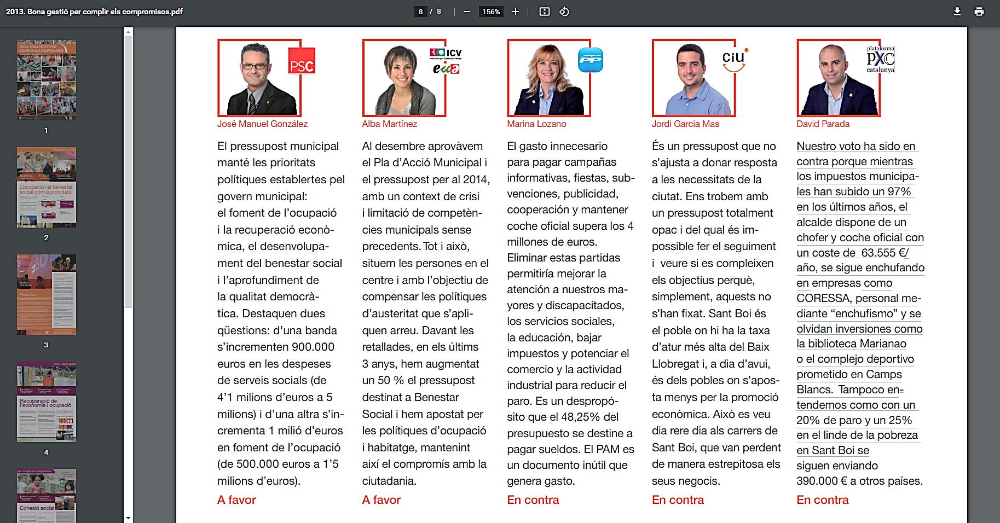 2013. Bona gestió per complir els compromisos.pdf
8 / 8
156%
2013. BONA GESTIÓ PER
COMPLIR ELS COMPROMISOS
1
L'ocupació i el benestar
social com a prioritats
2
Projectes
3
2013. Bona gestió
Recuperació de
l'economia i ocupació
4
per complir els compromisos
Cohesió social
PSC
José Manuel González
El pressupost municipal
manté les prioritats
polítiques establertes pel
govern municipal:
el foment de l'ocupació
i la recuperació econò-
mica, el desenvolupa-
ment del benestar social
i l'aprofundiment de
la qualitat democrà-
tica. Destaquen dues
qüestions: d'una banda
s'incrementen 900.000
euros en les despeses
de serveis socials (de
4'1 milions d'euros a 5
milions) i d'una altra s'in-
crementa 1 milió d'euros
en foment de l'ocupació
(de 500.000 euros a 1'5
milions d'euros).
A favor
ICV
Iniciativa per Catalunya Verds
euia
Alba Martínez
Al desembre aprovàvem
el Pla d'Acció Municipal i
el pressupost per al 2014,
amb un context de crisi
i limitació de competèn-
cies municipals sense
precedents. Tot i això,
situem les persones en el
centre i amb l'objectiu de
compensar les polítiques
d'austeritat que s'apli-
quen arreu. Davant les
retallades, en els últims
3 anys, hem augmentat
un 50 % el pressupost
destinat a Benestar
Social i hem apostat per
les polítiques d'ocupació
i habitatge, mantenint
així el compromís amb la
ciutadania.
A favor
PP
Marina Lozano
El gasto innecesario
para pagar campañas
informativas, fiestas, sub-
venciones, publicidad,
cooperación y mantener
coche oficial supera los 4
millones de euros.
Eliminar estas partidas
permitiría mejorar la
atención a nuestros ma-
yores y discapacitados,
los servicios sociales,
la educación, bajar
impuestos y potenciar el
comercio y la actividad
industrial para reducir el
paro. Es un despropó-
sito que el 48,25% del
presupuesto se destine a
pagar sueldos. El PAM es
un documento inútil que
genera gasto.
En contra
ciu
Jordi Garcia Mas
És un pressupost que no
s'ajusta a donar resposta
a les necessitats de la
ciutat. Ens trobem amb
un pressupost totalment
opac i del qual és im-
possible fer el seguiment
i veure si es compleixen
els objectius perquè,
simplement, aquests no
s'han fixat. Sant Boi és
el poble on hi ha la taxa
d'atur més alta del Baix
Llobregat i, a dia d'avui,
és dels pobles on s'apos-
ta menys per la promoció
econòmica. Això es veu
dia rere dia als carrers de
Sant Boi, que van perdent
de manera estrepitosa els
seus negocis.
En contra
plataforma
pxc
catalunya
David Parada
Nuestro voto ha sido en
contra porque mientras
los impuestos municipa-
les han subido un 97%
en los últimos años, el
alcalde dispone de un
chofer y coche oficial con
un coste de 63.555 €/
año, se sigue enchufando
en empresas como
CORESSA, personal me-
diante “enchufismo” y se
olvidan inversiones como
la biblioteca Marianao
o el complejo deportivo
prometido en Camps
Blancs. Tampoco en-
tendemos como con un
20% de paro y un 25%
en el linde de la pobreza
en Sant Boi se
siguen enviando
390.000 € a otros países.
En contra